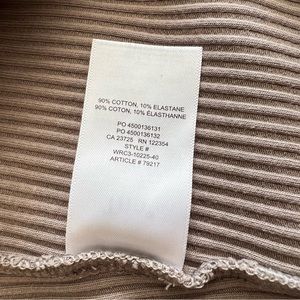 90% COTTON, 10% ELASTANE
90% COTON, 10% ÉLASTHANNE
PO 4500136131
PO 4500136132
CA 23725 RN 122354
STYLE #
WRC3-10225-40
ARTICLE # 79217